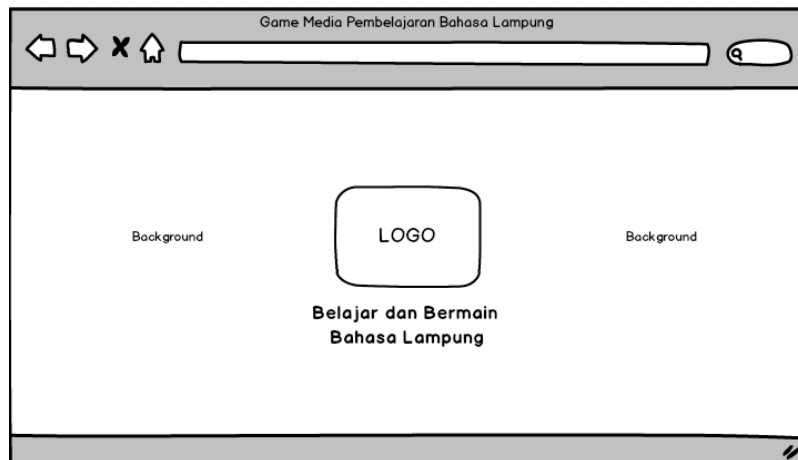 Game Media Pembelajaran Bahasa Lampung
Background
LOGO
Background
Belajar dan Bermain
Bahasa Lampung